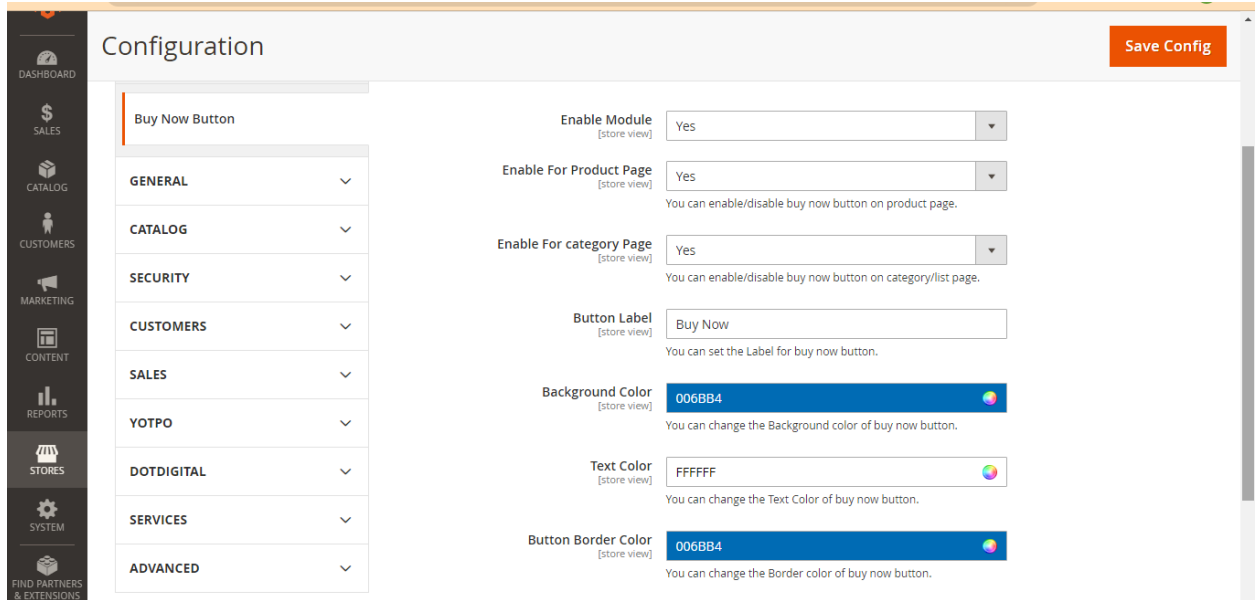 Configuration
Save Config
DASHBOARD
SALES
CATALOG
CUSTOMERS
MARKETING
CONTENT
REPORTS
STORES
SYSTEM
FIND PARTNERS
& EXTENSIONS
Buy Now Button
GENERAL
CATALOG
SECURITY
CUSTOMERS
SALES
YOTPO
DOTDIGITAL
SERVICES
ADVANCED
Enable Module
[store view]
Yes
Enable For Product Page
[store view]
Yes
You can enable/disable buy now button on product page.
Enable For category Page
[store view]
Yes
You can enable/disable buy now button on category/list page.
Button Label
[store view]
Buy Now
You can set the Label for buy now button.
Background Color
[store view]
006BB4
You can change the Background color of buy now button.
Text Color
[store view]
FFFFFF
You can change the Text Color of buy now button.
Button Border Color
[store view]
006BB4
You can change the Border color of buy now button.